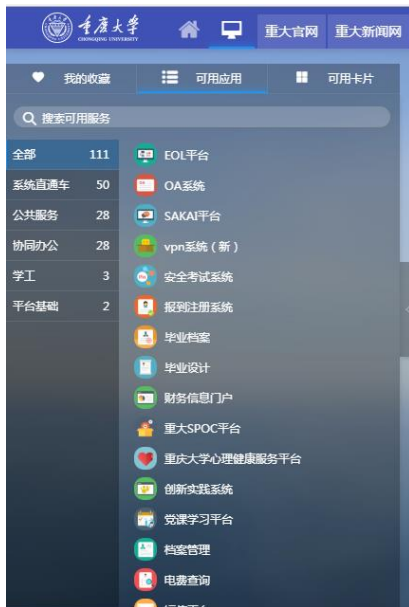 重庆大学
CHONGQING UNIVERSITY
重大官网 重大新闻网
我的收藏 可用应用 可用卡片
搜索可用服务
全部 111
系统直通车 50
公共服务 28
协同办公 28
学工 3
平台基础 2
EOL平台
OA系统
SAKAI平台
vpn系统（新）
安全考试系统
报到注册系统
毕业档案
毕业设计
财务信息门户
重大SPOC平台
重庆大学心理健康服务平台
创新实践系统
党课学习平台
档案管理
电费查询